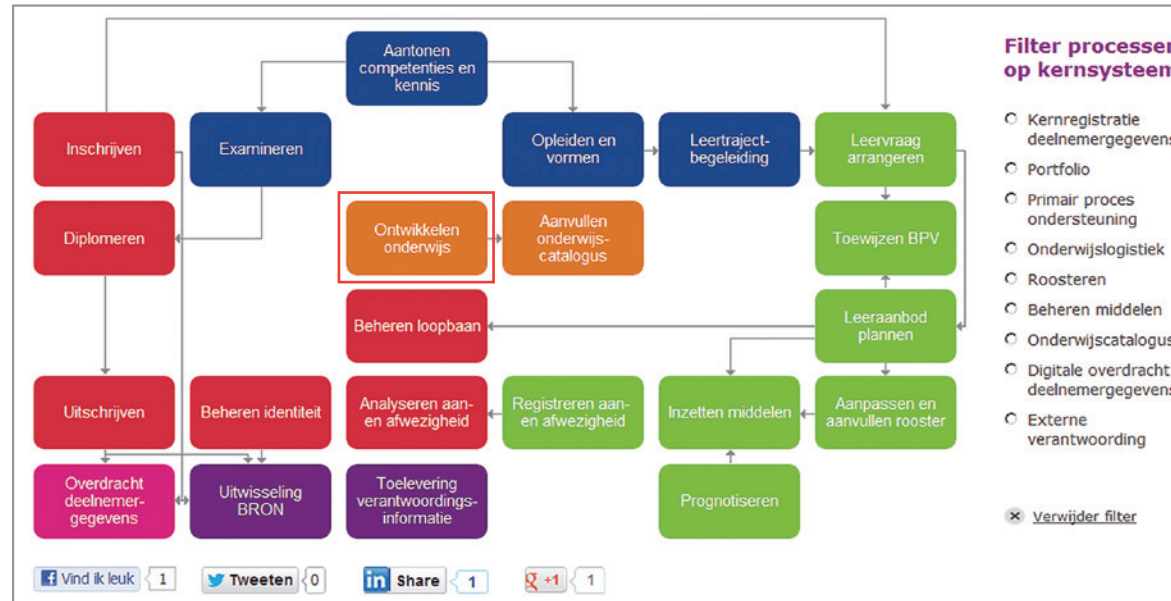 Aantonen
competenties en
kennis
Inschrijven
Examineren
Opleiden en
vormen
Leertraject-
begeleiding
Leervraag
arrangeren
Diplomeren
Ontwikkelen
onderwijs
Aanvullen
onderwijs-
catalogus
Toewijzen BPV
Beheren loopbaan
Leeraanbod
plannen
Uitschrijven
Beheren identiteit
Analyseren aan-
en afwezigheid
Registreren aan-
en afwezigheid
Inzetten middelen
Aanpassen en
aanvullen rooster
Overdracht
deelnemer-
gegevens
Uitwisseling
BRON
Toelevering
verantwoordings-
informatie
Prognotiseren
Filter processen
op kernsysteem
Kernregistratie
deelnemergegevens
Portfolio
Primair proces
ondersteuning
Onderwijslogistiek
Roosteren
Beheren middelen
Onderwijscatalogus
Digitale overdracht
deelnemergegevens
Externe
verantwoording
Verwijder filter
Vind ik leuk 1
Tweeten 0
in Share 1
g +1 1